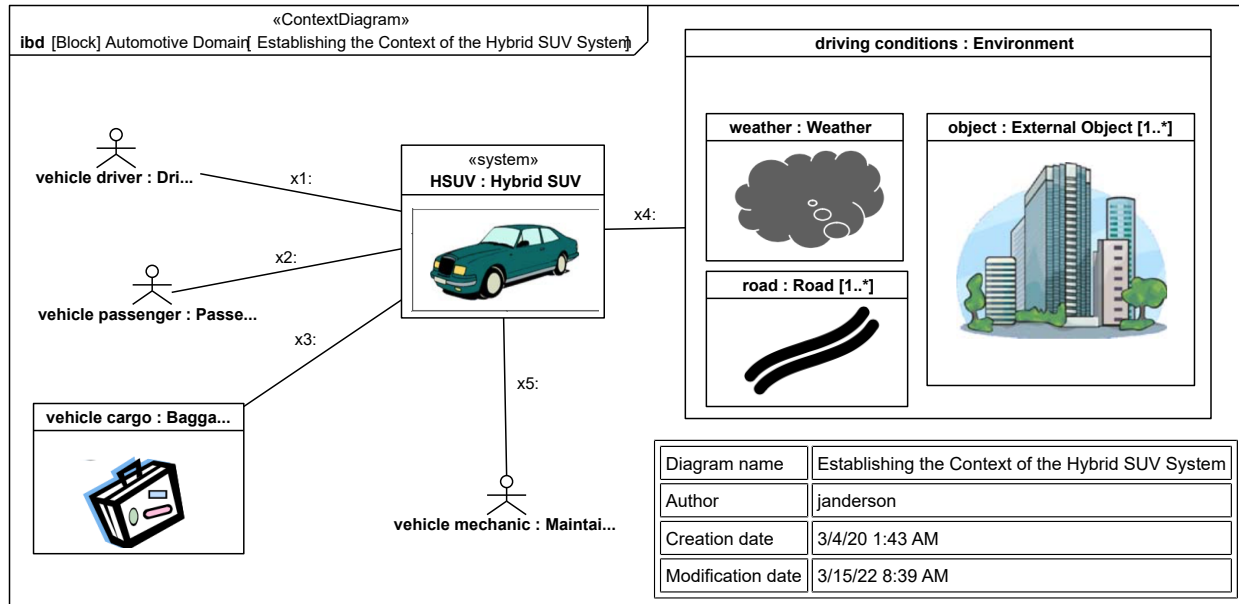 «ContextDiagram»
ibd [Block] Automotive Domain[ Establishing the Context of the Hybrid SUV System]
driving conditions : Environment
weather : Weather
object : External Object [1..*]
vehicle driver : Dri...
x1:
«system»
HSUV : Hybrid SUV
x4:
x2:
vehicle passenger : Passe...
road : Road [1..*]
x3:
x5:
vehicle cargo : Bagga...
vehicle mechanic : Maintai...
Diagram name Establishing the Context of the Hybrid SUV System
Author janderson
Creation date 3/4/20 1:43 AM
Modification date 3/15/22 8:39 AM